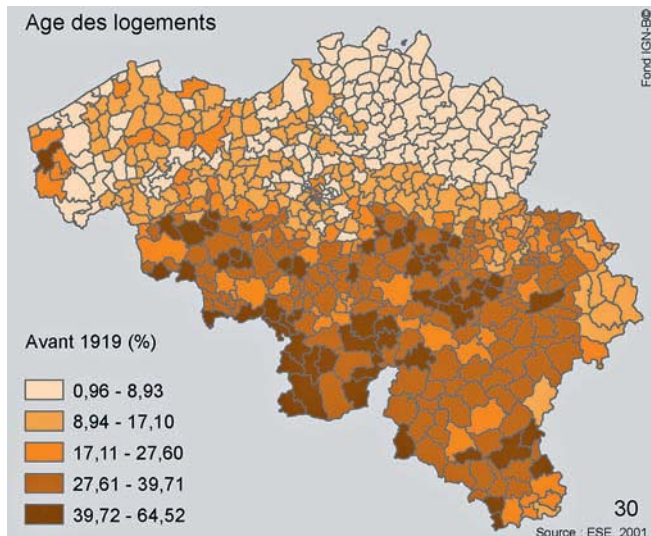 Age des logements
Fond IGN-B©
Avant 1919 (%)
0,96 - 8,93
8,94 - 17,10
17,11 - 27,60
27,61 - 39,71
39,72 - 64,52
30
Source : ESE, 2001